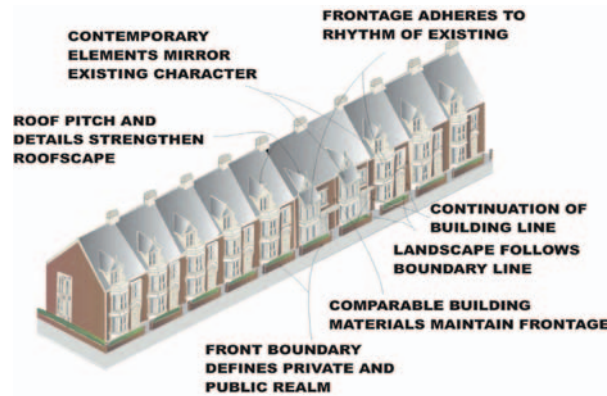 CONTEMPORARY
ELEMENTS MIRROR
EXISTING CHARACTER
FRONTAGE ADHERES TO
RHYTHM OF EXISTING
ROOF PITCH AND
DETAILS STRENGTHEN
ROOFSCAPE
CONTINUATION OF
BUILDING LINE
LANDSCAPE FOLLOWS
BOUNDARY LINE
COMPARABLE BUILDING
MATERIALS MAINTAIN FRONTAGE
FRONT BOUNDARY
DEFINES PRIVATE AND
PUBLIC REALM